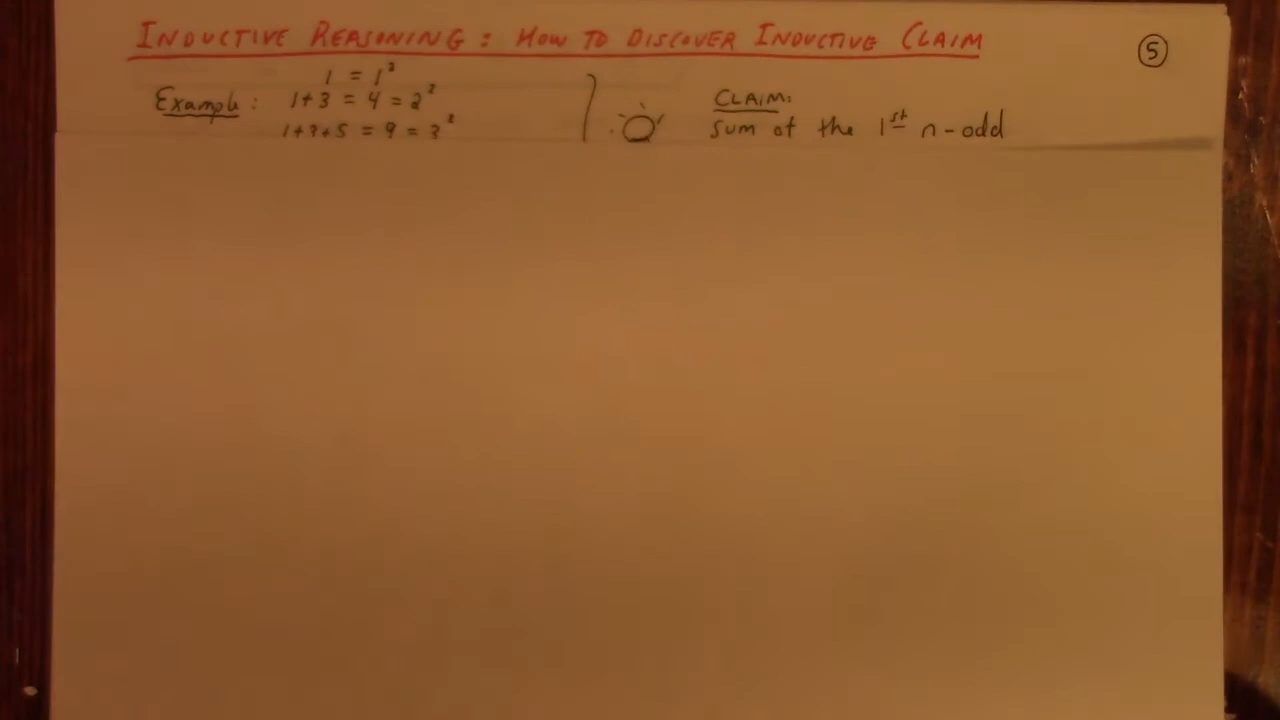 INDUCTIVE REASONING: HOW TO DISCOVER INDUCTIVE CLAIM
5
1 = 1²
Example: 1+3 = 4 = 2²
1+3+5 = 9 = 3²
CLAIM:
Sum of the 1st n-odd